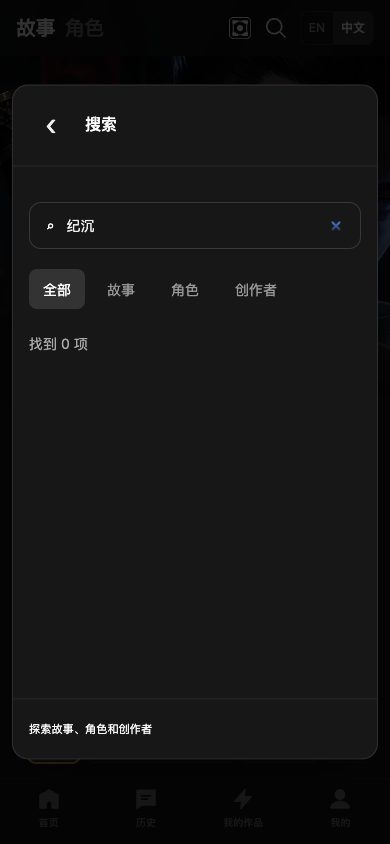 故事 角色
EN 中文
搜索
纪沉
全部 故事 角色 创作者
找到 0 项
探索故事、角色和创作者
首页 历史 我的作品 我的